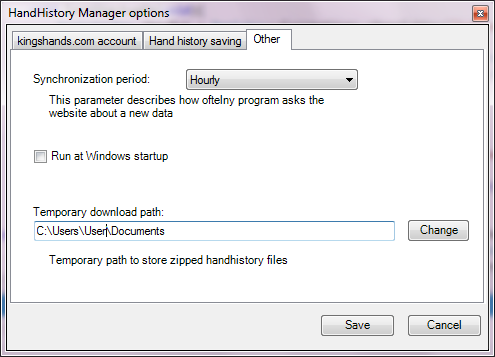 HandHistory Manager options
kingshands.com account Hand history saving Other
Synchronization period: Hourly
This parameter describes how oftelny program asks the
website about a new data
Run at Windows startup
Temporary download path:
C:\Users\User\Documents Change
Temporary path to store zipped handhistory files
Save Cancel